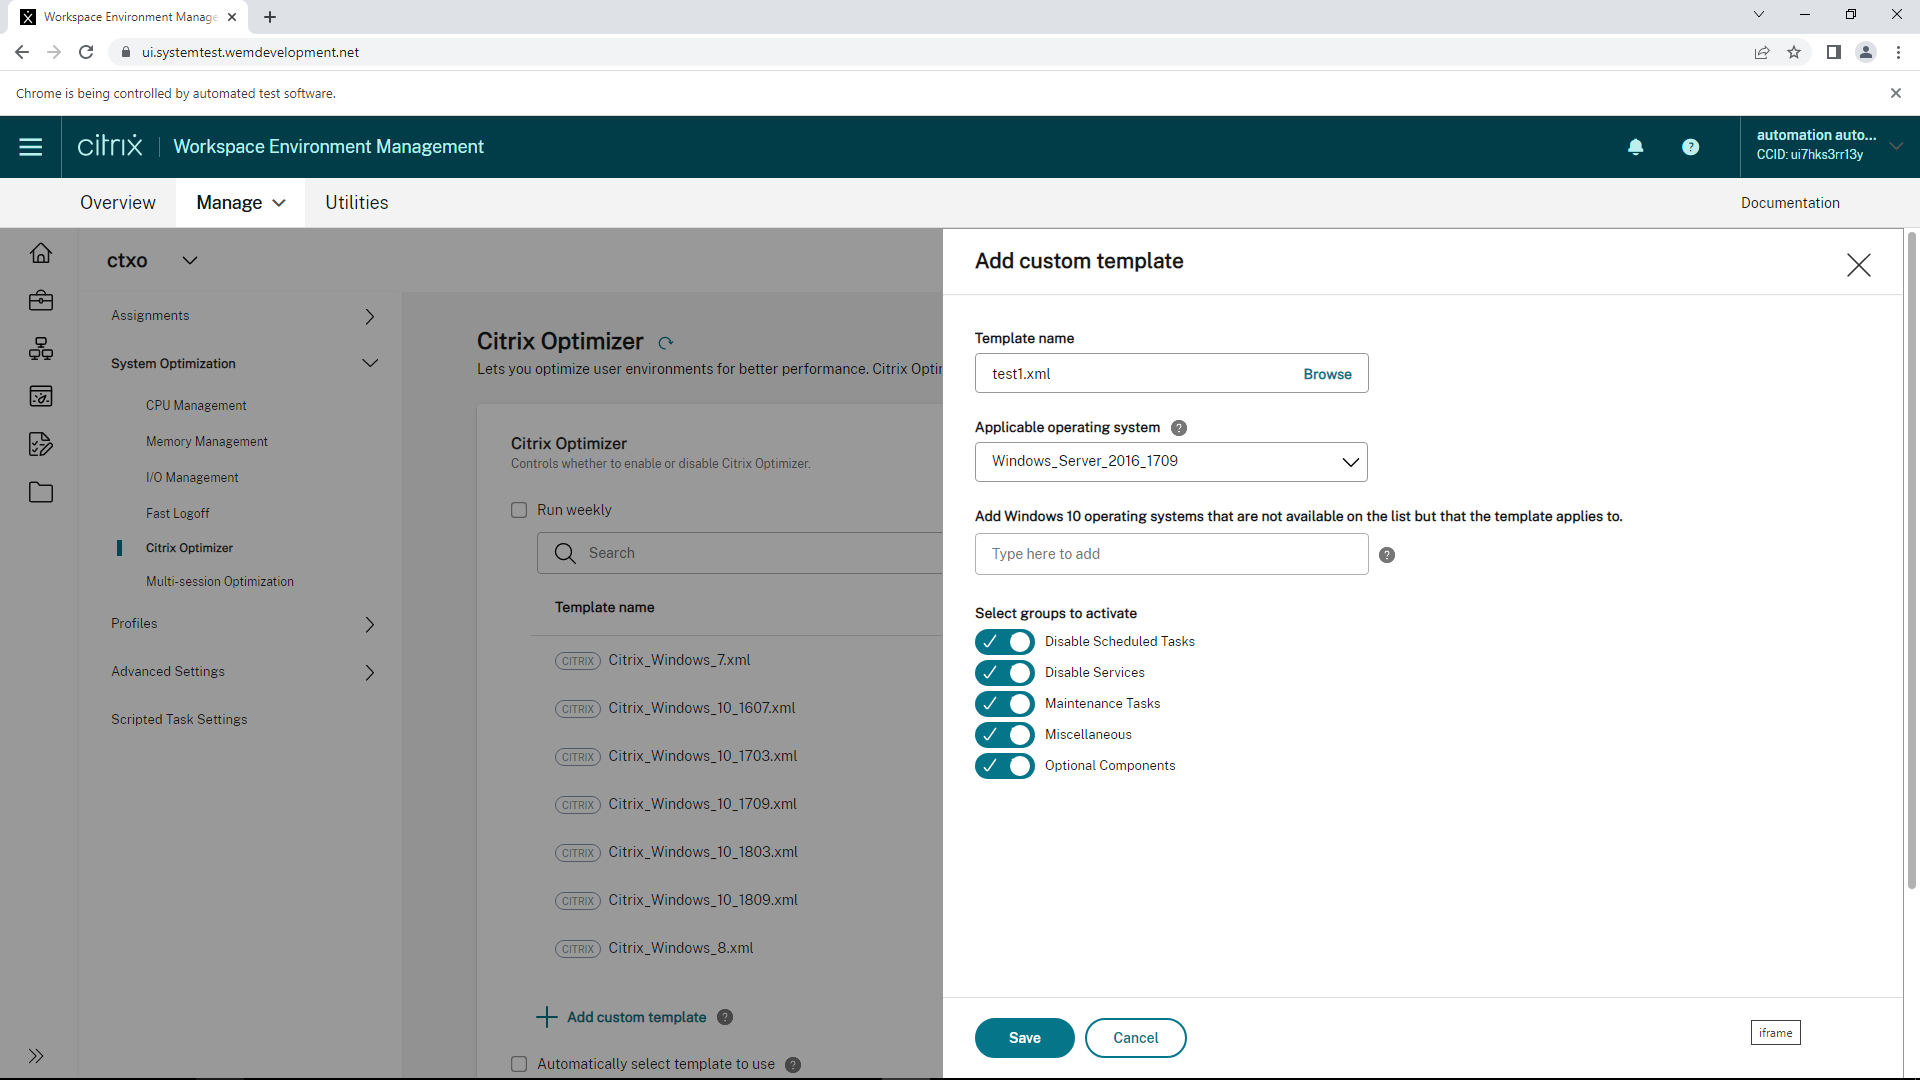 Workspace Environment Manage
ui.systemtest.wemdevelopment.net
Chrome is being controlled by automated test software.
citrix
Workspace Environment Management
automation auto...
CCID: ui7hks3rr13y
Overview
Manage
Utilities
Documentation
ctxo
Assignments
System Optimization
CPU Management
Memory Management
I/O Management
Fast Logoff
Citrix Optimizer
Multi-session Optimization
Profiles
Advanced Settings
Scripted Task Settings
Citrix Optimizer
Lets you optimize user environments for better performance. Citrix Opti
Citrix Optimizer
Controls whether to enable or disable Citrix Optimizer.
Run weekly
Search
Template name
CITRIX Citrix_Windows_7.xml
CITRIX Citrix_Windows_10_1607.xml
CITRIX Citrix_Windows_10_1703.xml
CITRIX Citrix_Windows_10_1709.xml
CITRIX Citrix_Windows_10_1803.xml
CITRIX Citrix_Windows_10_1809.xml
CITRIX Citrix_Windows_8.xml
Add custom template ?
Automatically select template to use ?
Add custom template
Template name
test1.xml Browse
Applicable operating system ?
Windows_Server_2016_1709
Add Windows 10 operating systems that are not available on the list but that the template applies to.
Type here to add ?
Select groups to activate
Disable Scheduled Tasks
Disable Services
Maintenance Tasks
Miscellaneous
Optional Components
Save
Cancel
iframe